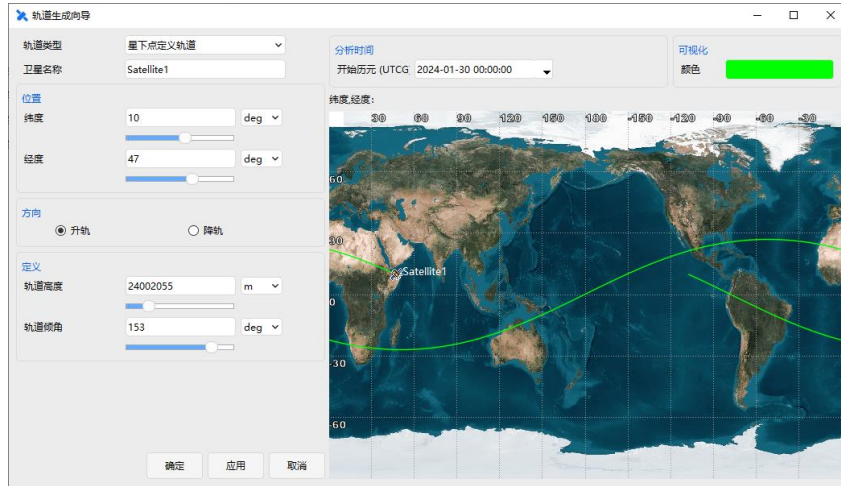 轨道生成向导
轨道类型 星下点定义轨道
卫星名称 Satellite1
位置
纬度 10 deg
经度 47 deg
方向
升轨 降轨
定义
轨道高度 24002055 m
轨道倾角 153 deg
确定 应用 取消
分析时间
开始历元 (UTCG 2024-01-30 00:00:00
可视化
颜色
纬度,经度:
30 60 90 120 150 180 -150 -120 -90 -60 -30
60
30
Satellite1
0
-30
-60